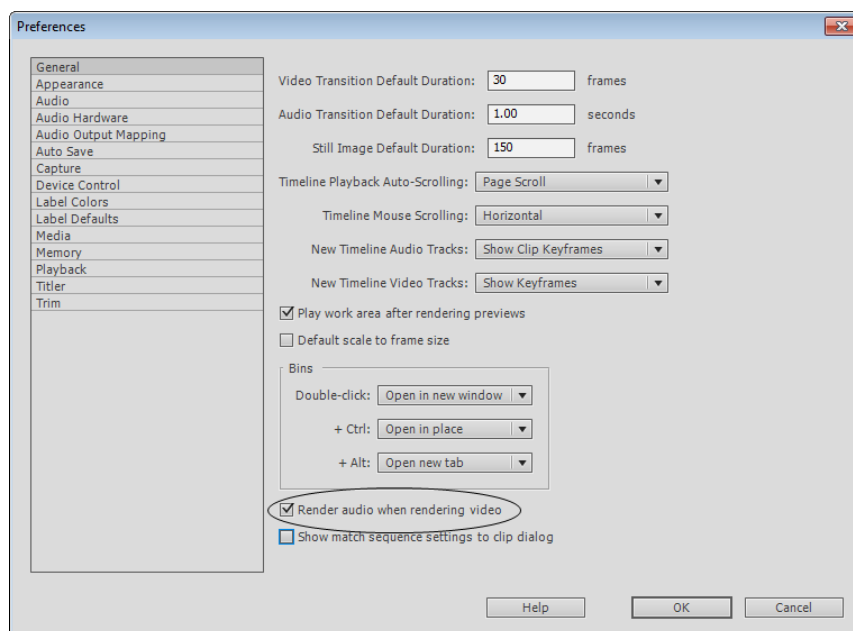 Preferences
General
Appearance
Audio
Audio Hardware
Audio Output Mapping
Auto Save
Capture
Device Control
Label Colors
Label Defaults
Media
Memory
Playback
Titler
Trim
Video Transition Default Duration: 30 frames
Audio Transition Default Duration: 1.00 seconds
Still Image Default Duration: 150 frames
Timeline Playback Auto-Scrolling: Page Scroll
Timeline Mouse Scrolling: Horizontal
New Timeline Audio Tracks: Show Clip Keyframes
New Timeline Video Tracks: Show Keyframes
Play work area after rendering previews
Default scale to frame size
Bins
Double-click: Open in new window
+ Ctrl: Open in place
+ Alt: Open new tab
Render audio when rendering video
Show match sequence settings to clip dialog
Help OK Cancel